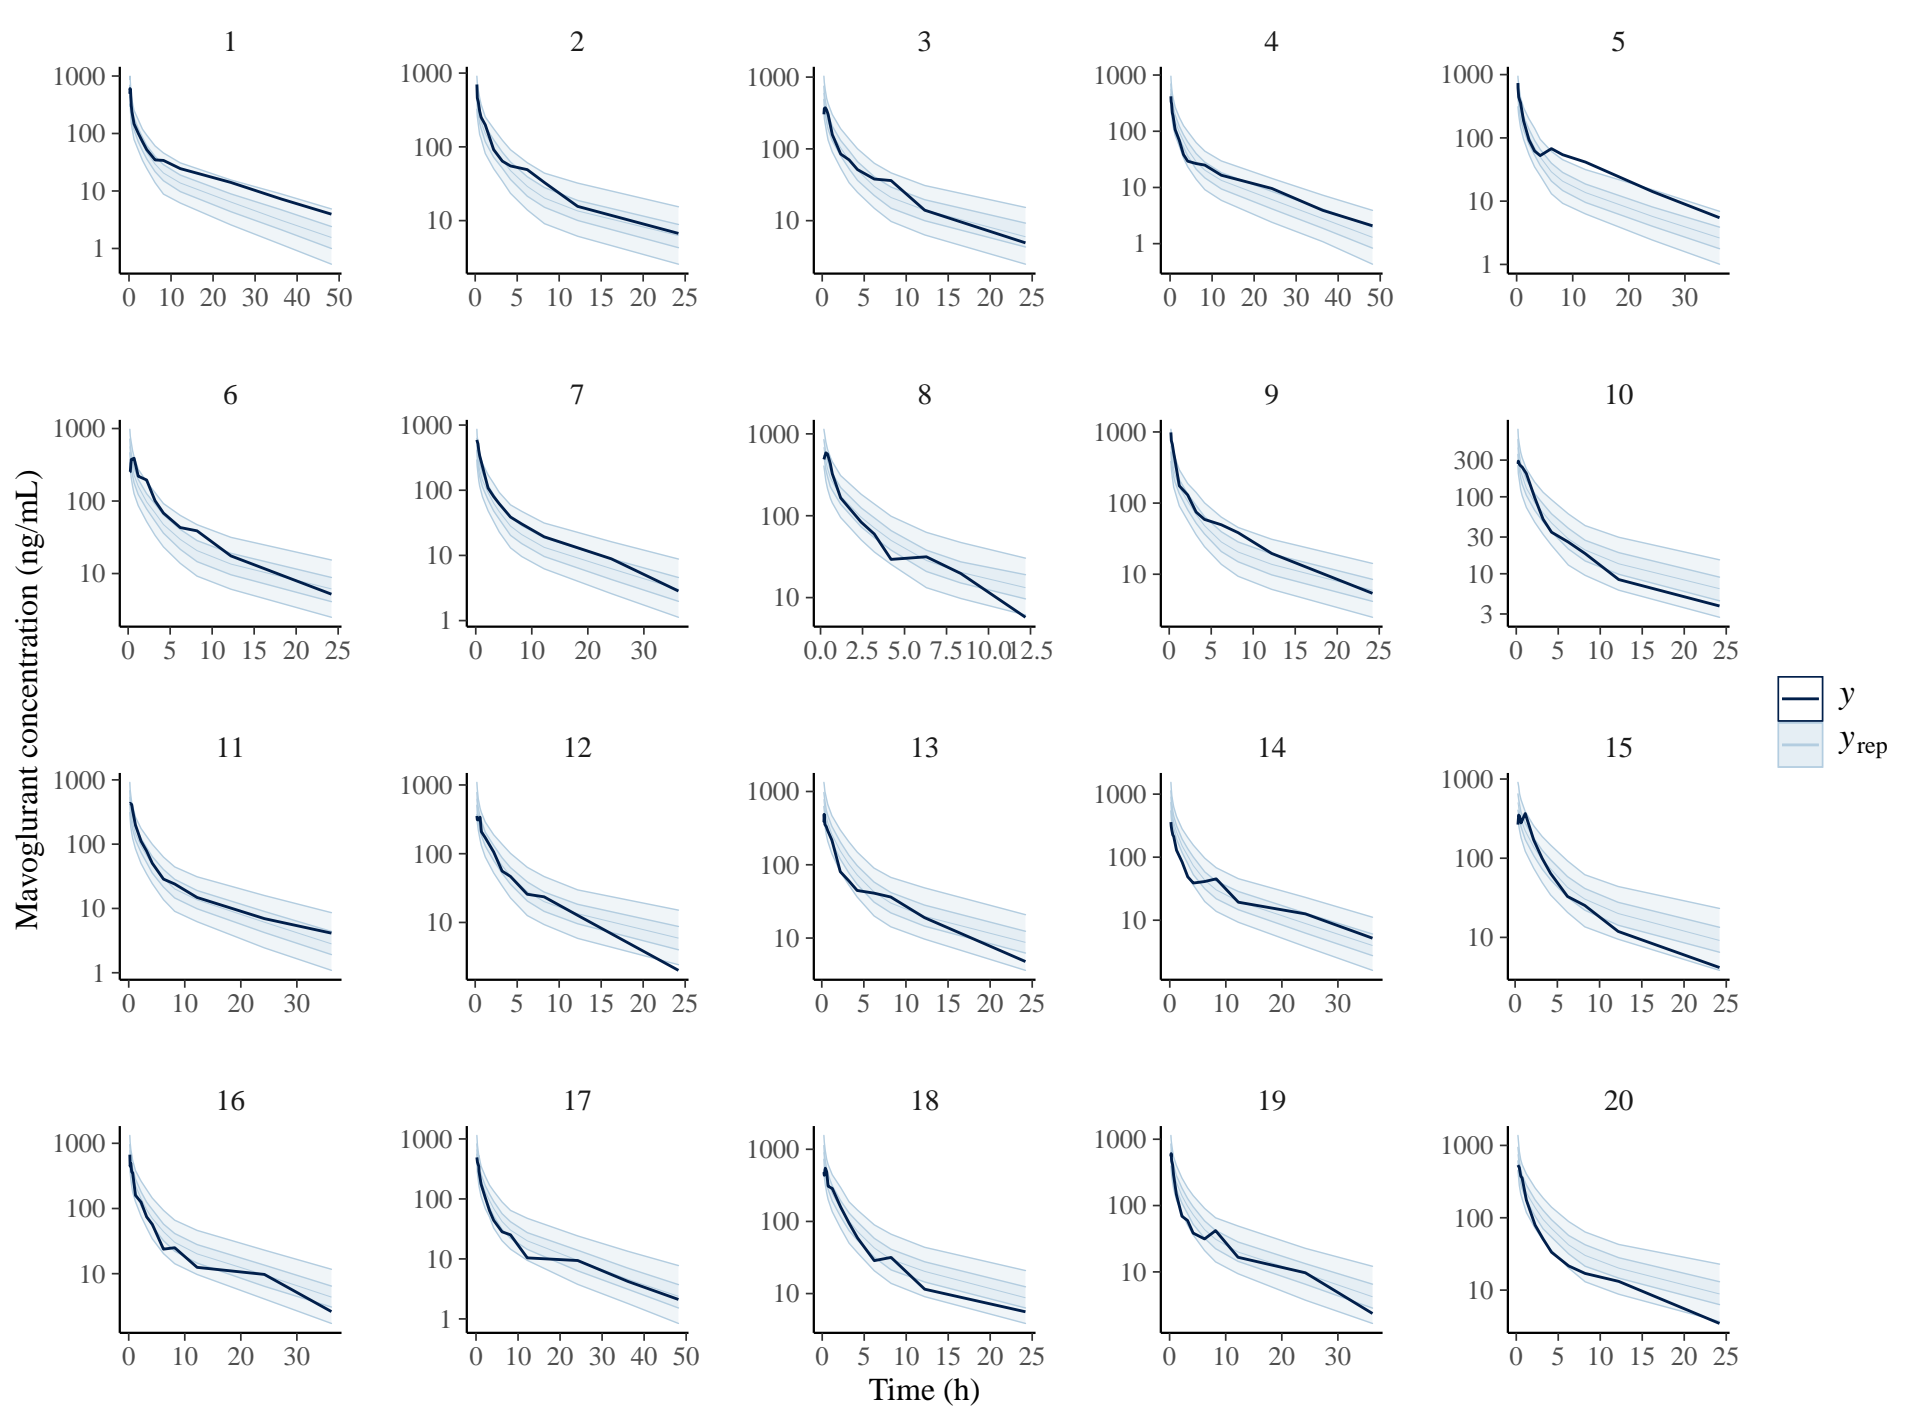 1 2 3 4 5
1000 1000 1000 1000 1000
100 100 100 100 100
10 10 10 10 10
1 1 1
0 10 20 30 40 50 0 5 10 15 20 25 0 5 10 15 20 25 0 10 20 30 40 50 0 10 20 30
6 7 8 9 10
1000 1000 1000 1000 300
100 100 100 100 100
10 10 10 10 30
1 10
3
0 5 10 15 20 25 0 10 20 30 0.0 2.5 5.0 7.5 10.0 12.5 0 5 10 15 20 25 0 5 10 15 20 25
Mavoglurant concentration (ng/mL)
y
yrep
11 12 13 14 15
1000 1000 1000 1000 1000
100 100 100 100 100
10 10 10 10 10
1
0 10 20 30 0 5 10 15 20 25 0 5 10 15 20 25 0 10 20 30 0 5 10 15 20 25
16 17 18 19 20
1000 1000 1000 1000 1000
100 100 100 100 100
10 10 10 10 10
1
0 10 20 30 0 10 20 30 40 50 0 5 10 15 20 25 0 10 20 30 0 5 10 15 20 25
Time (h)